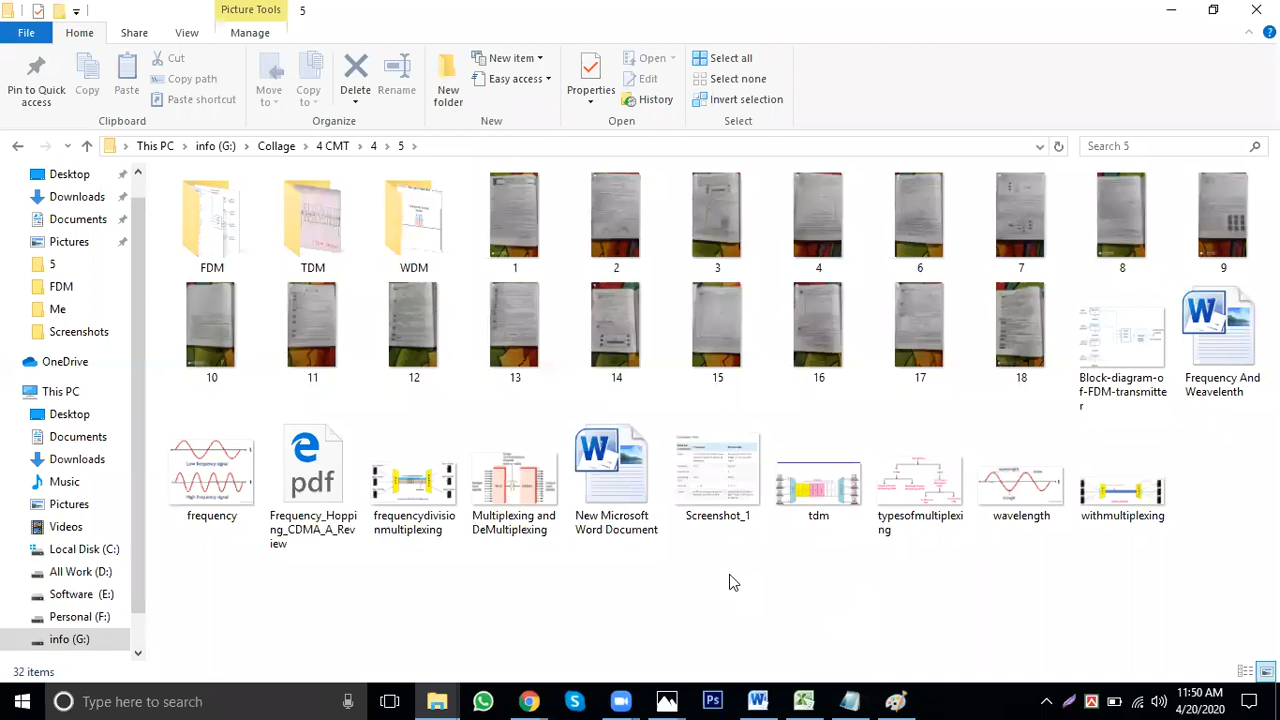 Picture Tools
5
File
Home
Share
View
Manage
Pin to Quick access
Copy
Paste
Cut
Copy path
Paste shortcut
Clipboard
Move to
Copy to
Delete
Rename
Organize
New folder
New item
Easy access
New
Properties
Open
Edit
History
Open
Select all
Select none
Invert selection
Select
This PC > info (G:) > Collage > 4 CMT > 4 > 5 >
Search 5
Desktop
Downloads
Documents
Pictures
5
FDM
Me
Screenshots
OneDrive
This PC
Desktop
Documents
Downloads
Music
Pictures
Videos
Local Disk (C:)
All Work (D:)
Software (E:)
Personal (F:)
info (G:)
FDM
TDM
WDM
1
2
3
4
6
7
8
9
10
11
12
13
14
15
16
17
18
Block-diagram-o
f-FDM-transmitte
r
Frequency And
Weavelenth
frequency
Frequency_Hopp
ing_CDMA_A_Re
view
frequencydivisio
nmultiplexing
Multiplexing and
DeMultiplexing
New Microsoft
Word Document
Screenshot_1
tdm
typesofmultiplexi
ng
wavelength
withmultiplexing
pdf
32 items
Type here to search
11:50 AM
4/20/2020